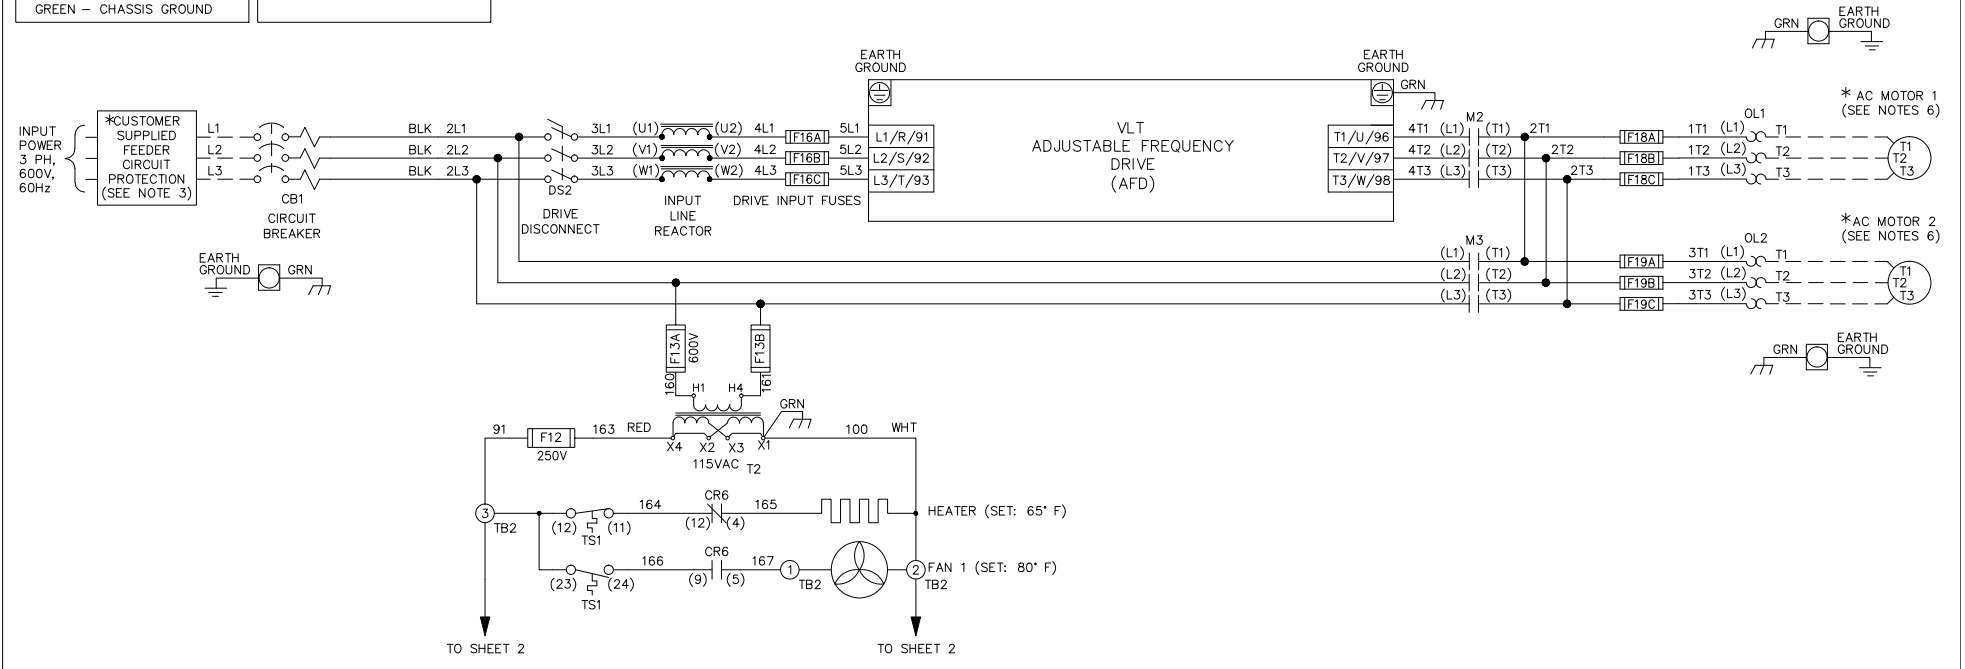 GREEN – CHASSIS GROUND
GRN
EARTH
GROUND
INPUT
POWER
3 PH,
600V,
60Hz
*CUSTOMER
SUPPLIED
FEEDER
CIRCUIT
PROTECTION
(SEE NOTE 3)
L1
L2
L3
CB1
CIRCUIT
BREAKER
BLK 2L1
BLK 2L2
BLK 2L3
DS2
DRIVE
DISCONNECT
3L1
3L2
3L3
(U1) (U2)
(V1) (V2)
(W1) (W2)
INPUT
LINE
REACTOR
4L1 F16A 5L1
4L2 F16B 5L2
4L3 F16C 5L3
DRIVE INPUT FUSES
EARTH
GROUND
L1/R/91
L2/S/92
L3/T/93
VLT
ADJUSTABLE FREQUENCY
DRIVE
(AFD)
EARTH
GROUND
GRN
T1/U/96
T2/V/97
T3/W/98
M2
4T1 (L1) (T1) 2T1
4T2 (L2) (T2) 2T2
4T3 (L3) (T3) 2T3
F18A
F18B
F18C
OL1
1T1 (L1) T1
1T2 (L2) T2
1T3 (L3) T3
* AC MOTOR 1
(SEE NOTES 6)
T1
T2
T3
EARTH
GROUND
GRN
M3
(L1) (T1)
(L2) (T2)
(L3) (T3)
F19A
F19B
F19C
OL2
3T1 (L1) T1
3T2 (L2) T2
3T3 (L3) T3
* AC MOTOR 2
(SEE NOTES 6)
T1
T2
T3
GRN
EARTH
GROUND
F13A
600V
F13B
160
161
H1 H4
GRN
91 F12 163 RED
250V
X4 X2 X3 X1
115VAC T2
100 WHT
3
TB2
(12) (11)
TS1
164
CR6
(12) (4)
165
HEATER (SET: 65° F)
(23) (24)
TS1
166
CR6
(9) (5)
167
1
TB2
2
TB2
FAN 1 (SET: 80° F)
TO SHEET 2
TO SHEET 2